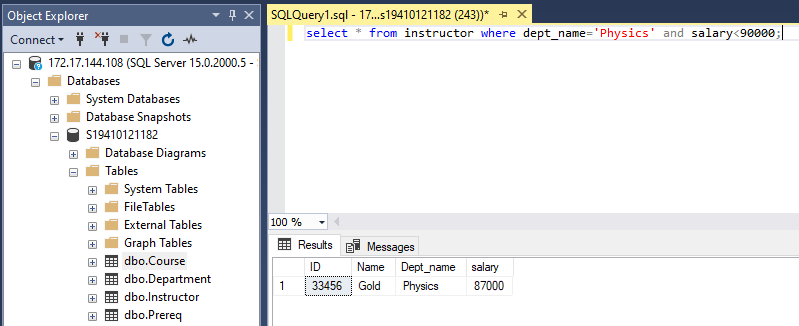 Object Explorer
Connect
172.17.144.108 (SQL Server 15.0.2000.5 -
Databases
System Databases
Database Snapshots
S19410121182
Database Diagrams
Tables
System Tables
FileTables
External Tables
Graph Tables
dbo.Course
dbo.Department
dbo.Instructor
dbo.Prereq
SQLQuery1.sql - 17...s19410121182 (243))*
select * from instructor where dept_name='Physics' and salary<90000;
100 %
Results Messages
ID Name Dept_name salary
1 33456 Gold Physics 87000